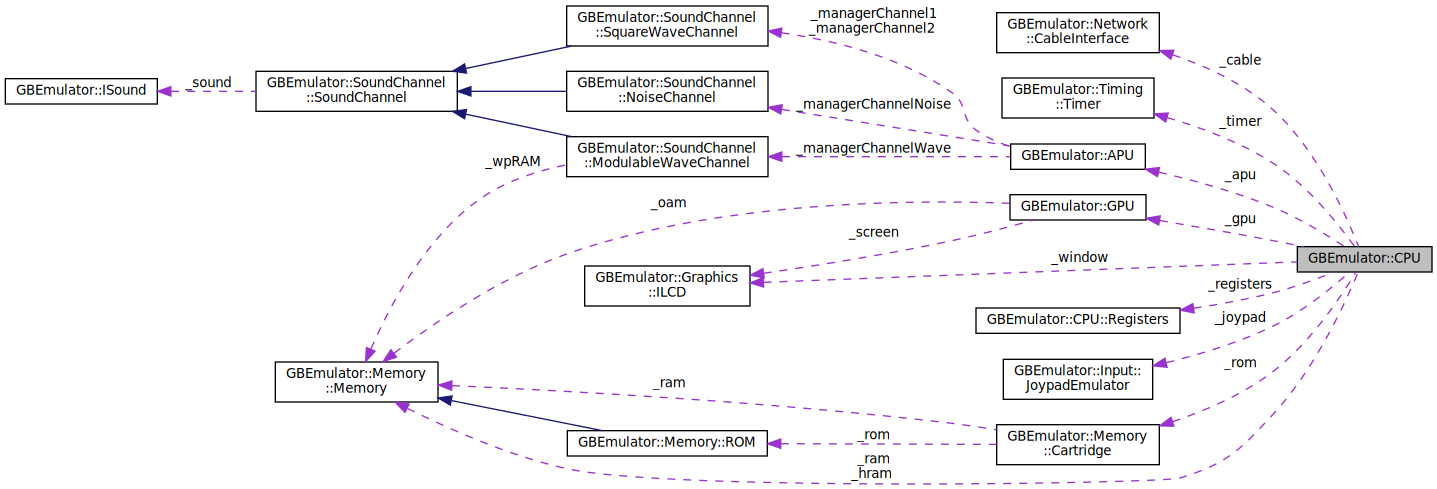 GBEmulator::ISound
_sound
GBEmulator::SoundChannel
::SoundChannel
GBEmulator::SoundChannel
::SquareWaveChannel
GBEmulator::SoundChannel
::NoiseChannel
GBEmulator::SoundChannel
::ModulableWaveChannel
_managerChannel1
_managerChannel2
_managerChannelNoise
_managerChannelWave
_wpRAM
_oam
_screen
GBEmulator::Graphics
::ILCD
GBEmulator::Memory
::Memory
_ram
GBEmulator::Memory::ROM
_rom
_ram
_hram
GBEmulator::Network
::CableInterface
GBEmulator::Timing
::Timer
GBEmulator::APU
GBEmulator::GPU
_window
GBEmulator::CPU::Registers
GBEmulator::Input::
JoypadEmulator
GBEmulator::Memory
::Cartridge
_cable
_timer
_apu
_gpu
_registers
_joypad
_rom
GBEmulator::CPU